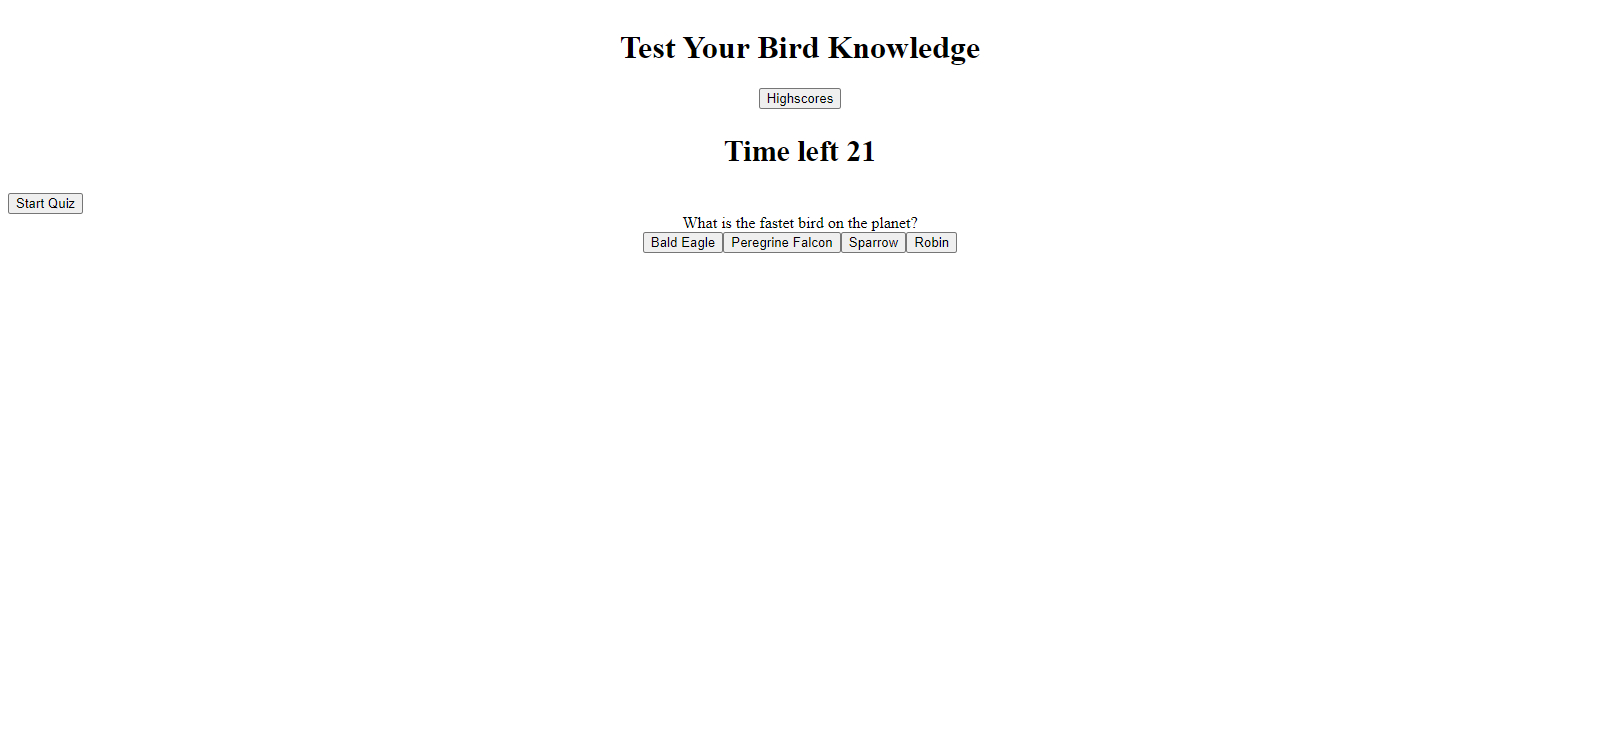 Test Your Bird Knowledge
Highscores
Time left 21
Start Quiz
What is the fastet bird on the planet?
Bald Eagle Peregrine Falcon Sparrow Robin